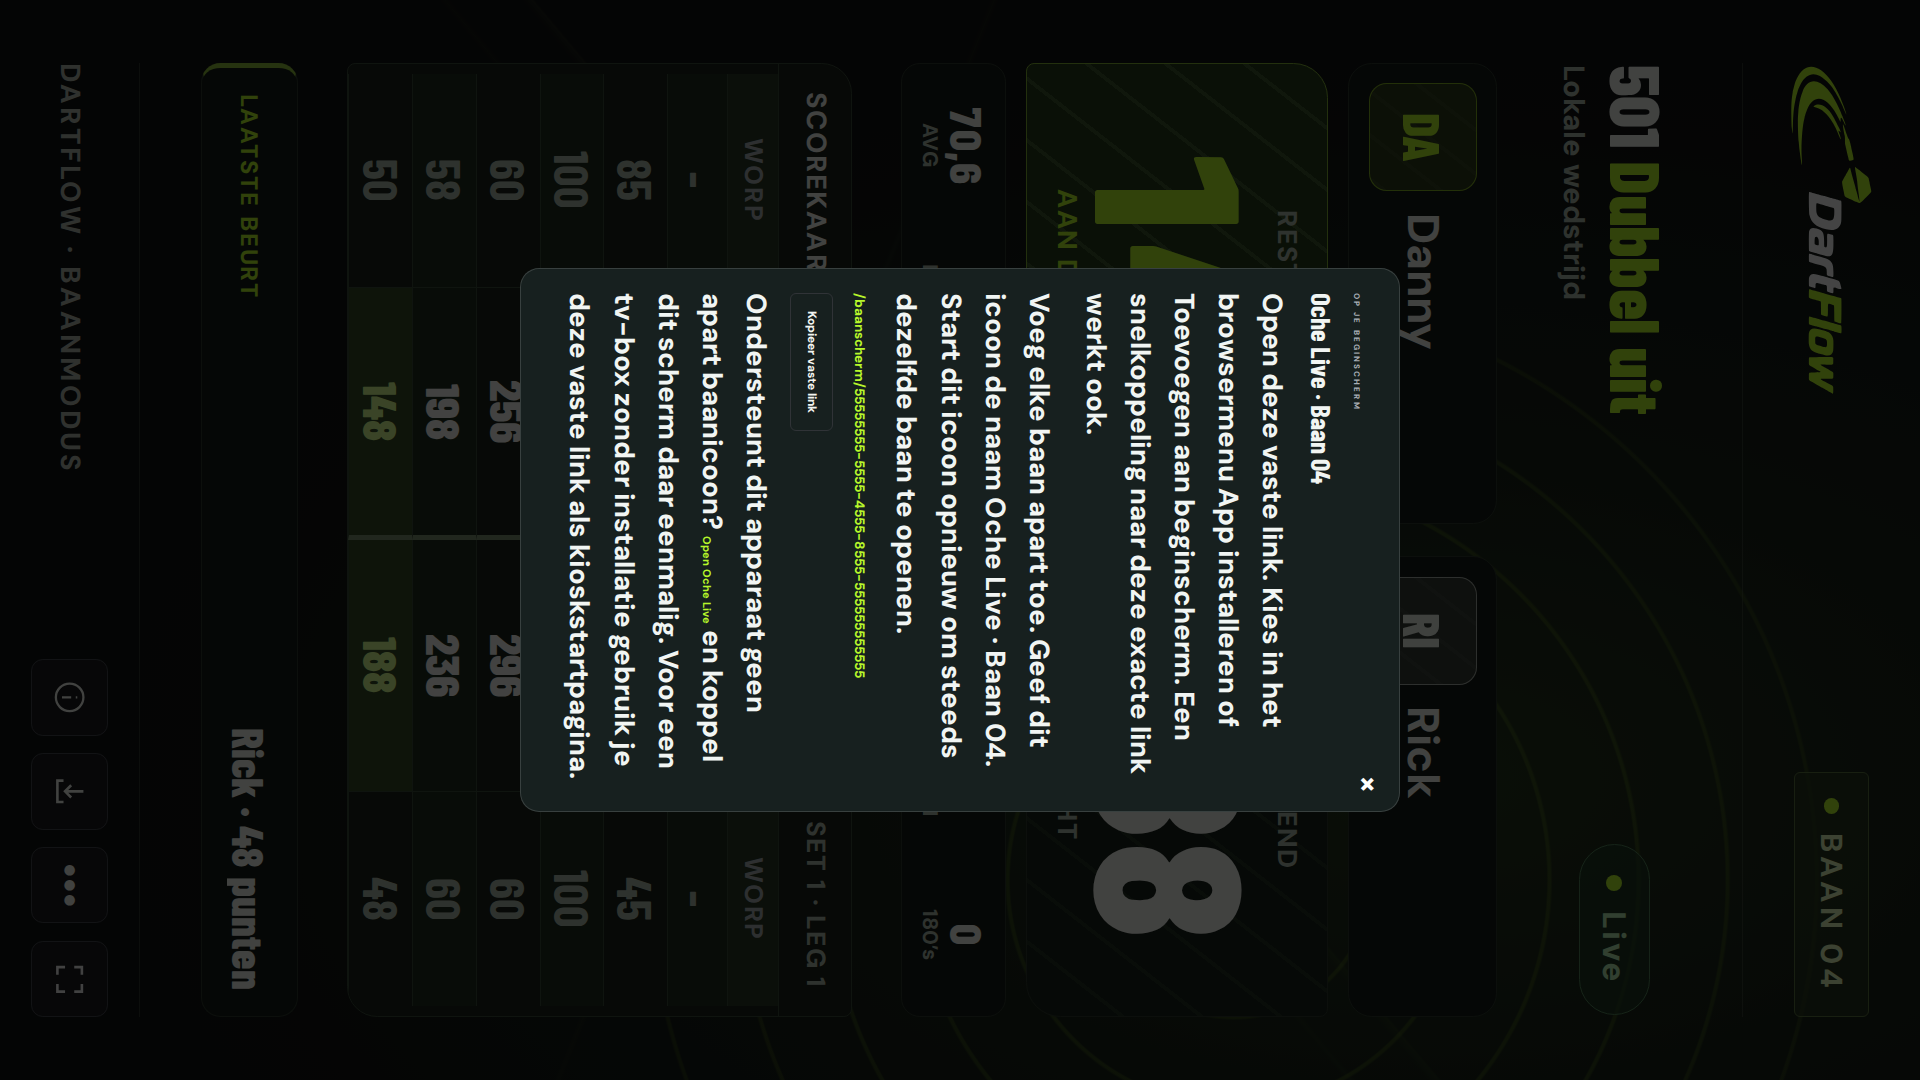 DartFlow
BAAN 04
501 Dubbel uit
Lokale wedstrijd
Live
DA
Danny
RI
Rick
REST
END
1
88
AAN
HT
70,6
AVG
0
180's
SCOREKAAR
SET 1 · LEG 1
WORP
WORP
-
-
85
45
100
100
60
256
296
60
58
198
236
60
50
148
188
48
LAATSTE BEURT
Rick · 48 punten
DARTFLOW · BAANMODUS
OP JE BEGINSCHERM
×
Oche Live · Baan 04
Open deze vaste link. Kies in het
browsermenu App installeren of
Toevoegen aan beginscherm. Een
snelkoppeling naar deze exacte link
werkt ook.
Voeg elke baan apart toe. Geef dit
icoon de naam Oche Live · Baan 04.
Start dit icoon opnieuw om steeds
dezelfde baan te openen.
/baanscherm/55555555-5555-4555-8555-555555555555
Kopieer vaste link
Ondersteunt dit apparaat geen
apart baanicoon? Open Oche Live en koppel
dit scherm daar eenmalig. Voor een
tv-box zonder installatie gebruik je
deze vaste link als kioskstartpagina.